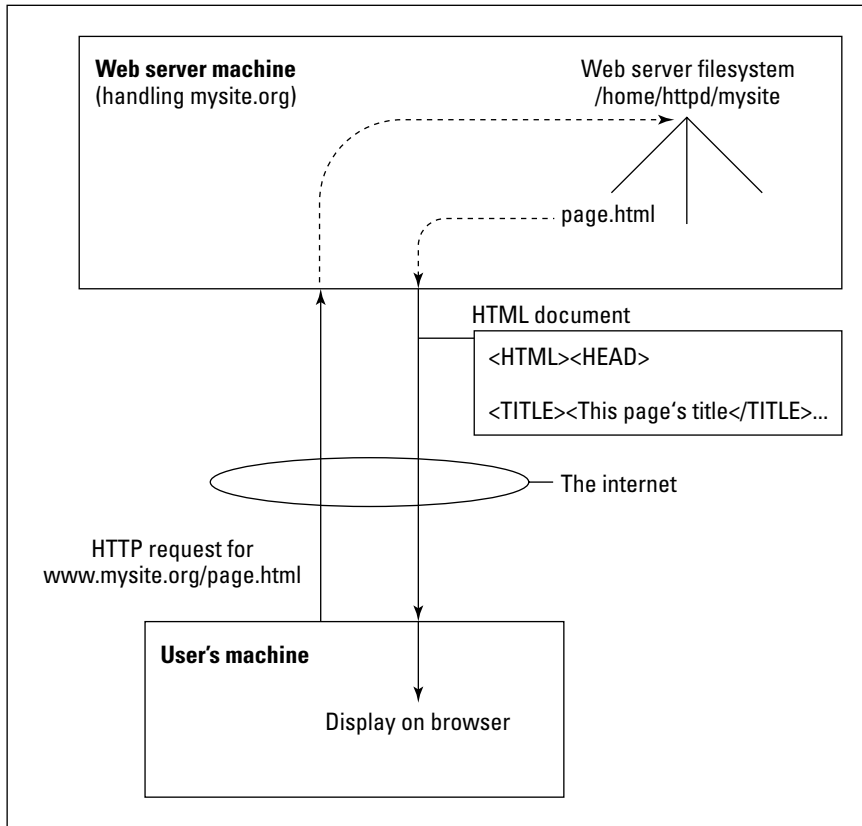 Web server machine
(handling mysite.org)
Web server filesystem
/home/httpd/mysite
page.html
HTML document
<HTML><HEAD>
<TITLE><This page‘s title</TITLE>...
The internet
HTTP request for
www.mysite.org/page.html
User's machine
Display on browser